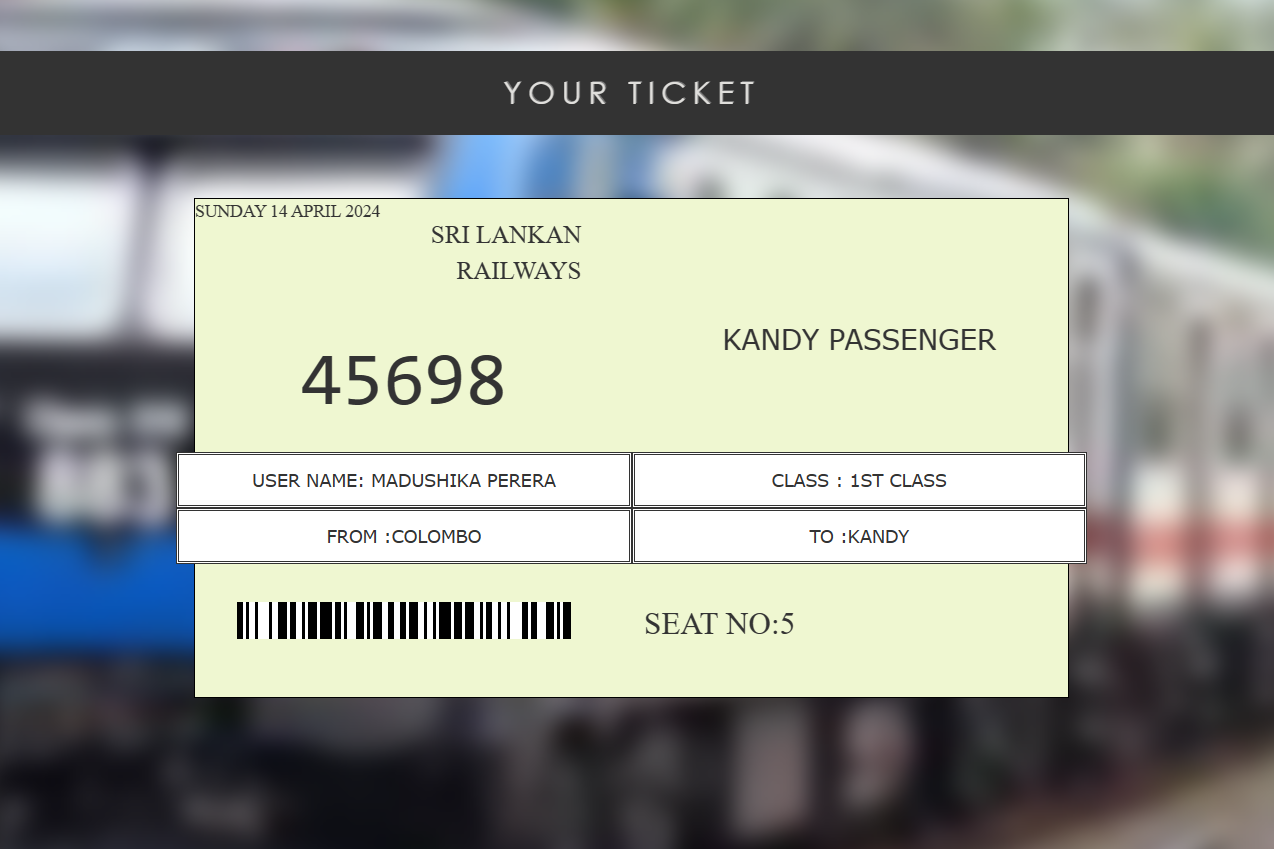 YOUR TICKET
SUNDAY 14 APRIL 2024
SRI LANKAN
RAILWAYS
KANDY PASSENGER
45698
USER NAME: MADUSHIKA PERERA
CLASS : 1ST CLASS
FROM :COLOMBO
TO :KANDY
SEAT NO:5